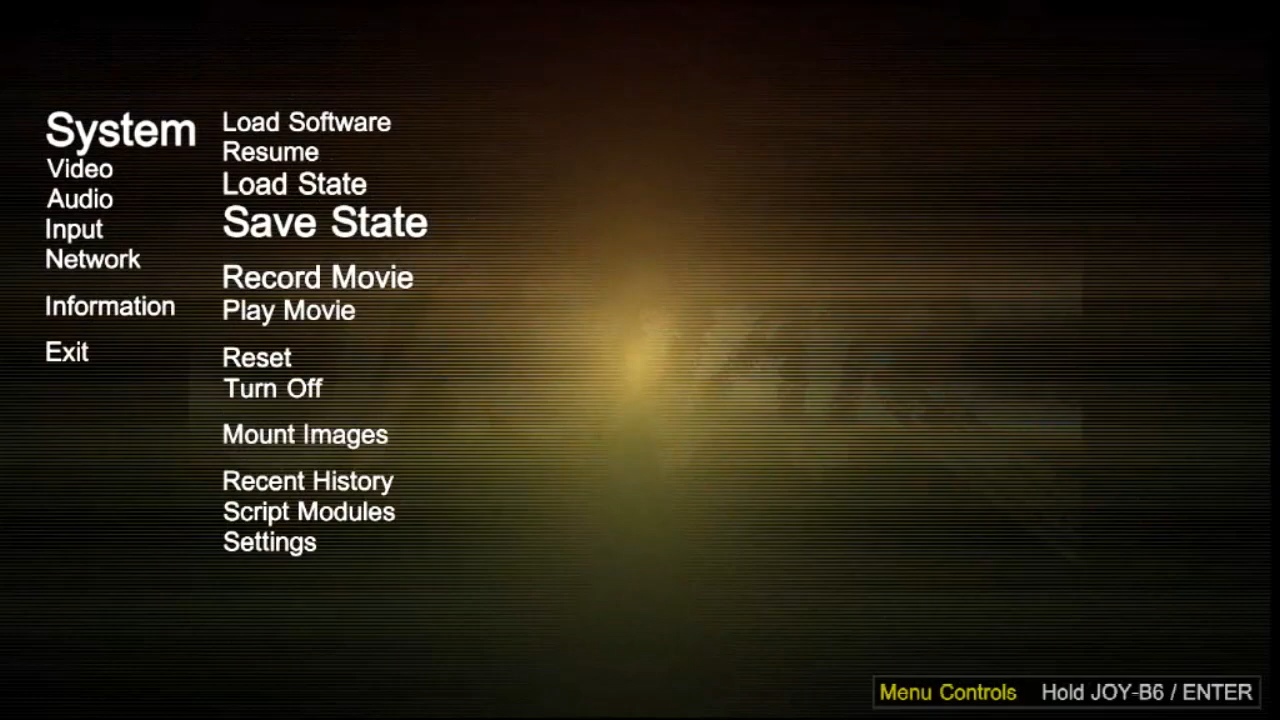 System
Video
Audio
Input
Network
Information
Exit
Load Software
Resume
Load State
Save State
Record Movie
Play Movie
Reset
Turn Off
Mount Images
Recent History
Script Modules
Settings
Menu Controls Hold JOY-B6 / ENTER